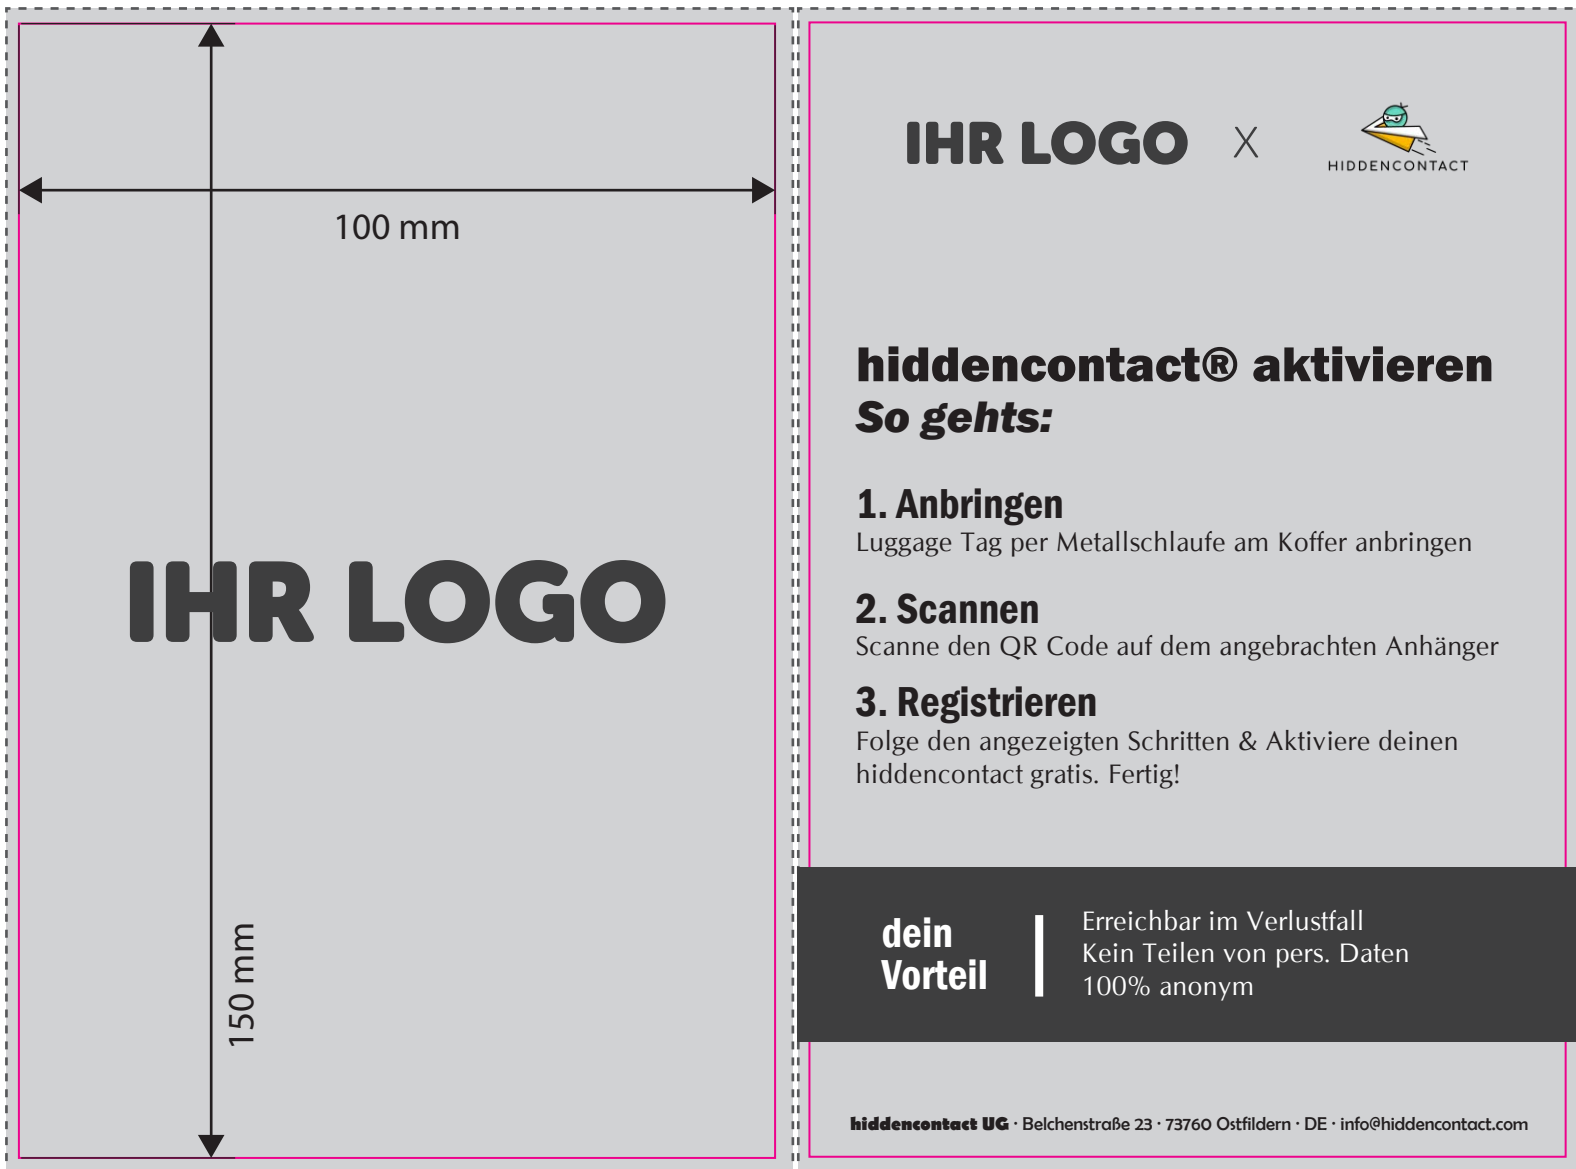 100 mm
IHR LOGO
150 mm
IHR LOGO X HIDDENCONTACT
hiddencontact® aktivieren
So gehts:
1. Anbringen
Luggage Tag per Metallschlaufe am Koffer anbringen
2. Scannen
Scanne den QR Code auf dem angebrachten Anhänger
3. Registrieren
Folge den angezeigten Schritten & Aktiviere deinen
hiddencontact gratis. Fertig!
dein
Vorteil
Erreichbar im Verlustfall
Kein Teilen von pers. Daten
100% anonym
hiddencontact UG · Belchenstraße 23 · 73760 Ostfildern · DE · info@hiddencontact.com